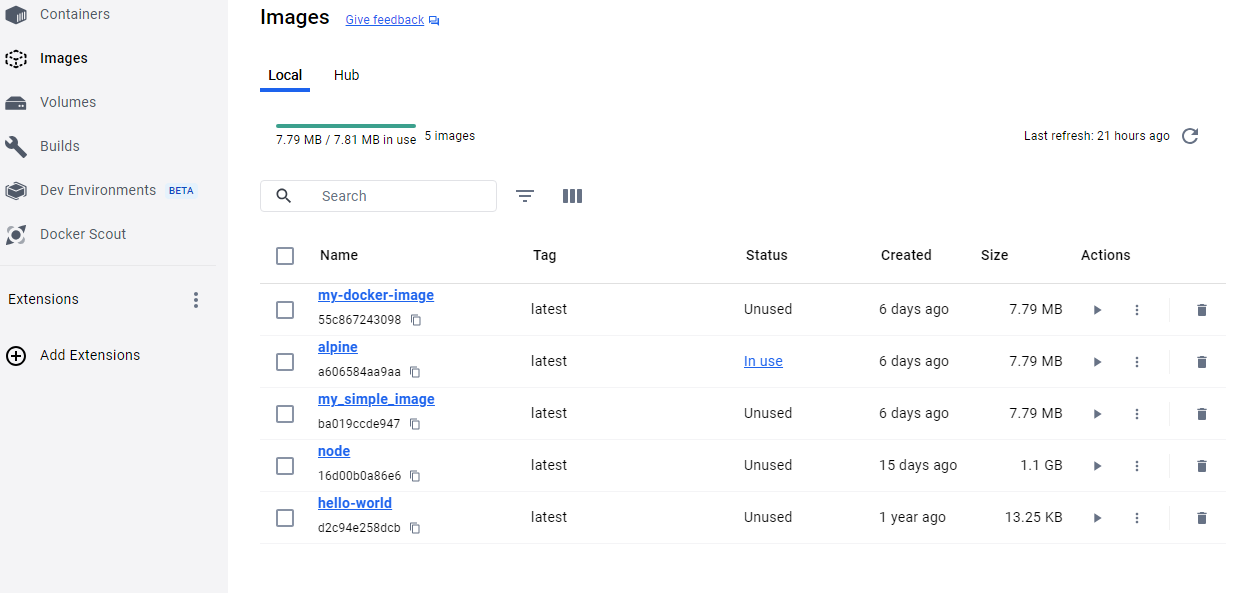 Containers
Images
Volumes
Builds
Dev Environments BETA
Docker Scout
Extensions
Add Extensions
Images Give feedback
Local Hub
7.79 MB / 7.81 MB in use 5 images
Last refresh: 21 hours ago
Search
Name Tag Status Created Size Actions
my-docker-image
55c867243098
latest Unused 6 days ago 7.79 MB
alpine
a606584aa9aa
latest In use 6 days ago 7.79 MB
my_simple_image
ba019ccde947
latest Unused 6 days ago 7.79 MB
node
16d00b0a86e6
latest Unused 15 days ago 1.1 GB
hello-world
d2c94e258dcb
latest Unused 1 year ago 13.25 KB